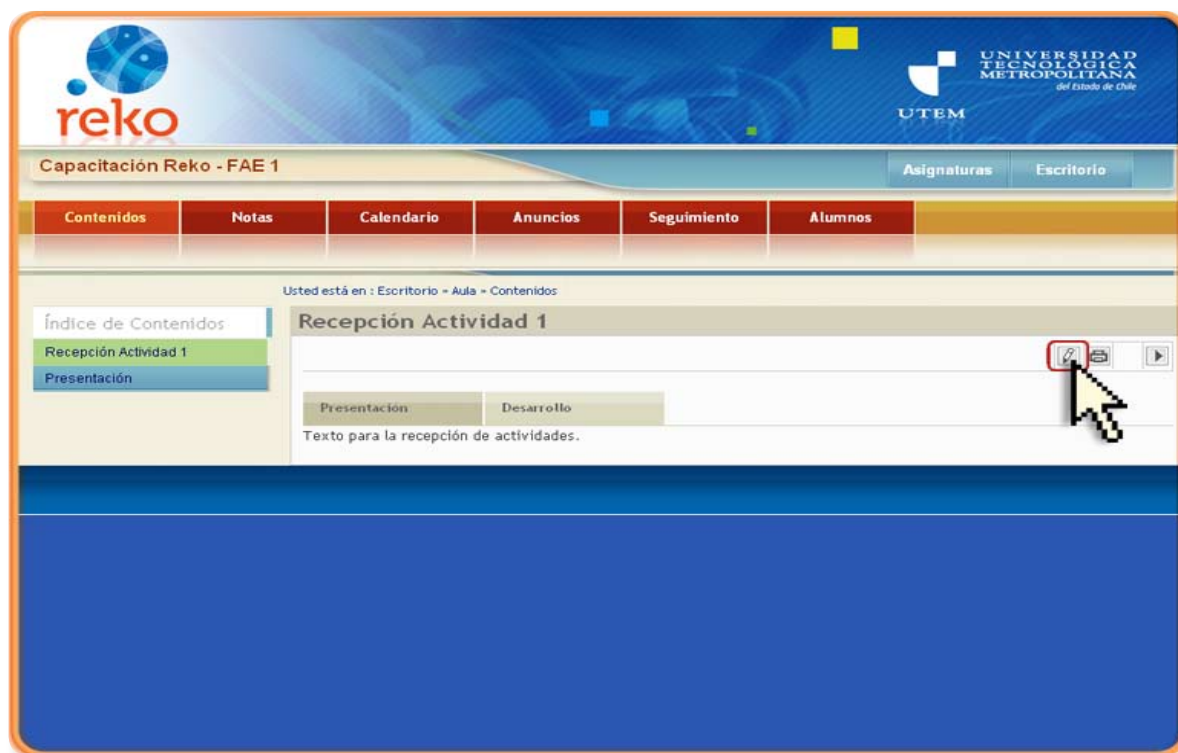 reko
UTEM
UNIVERSIDAD
TECNOLÓGICA
METROPOLITANA
del Estado de Chile
Capacitación Reko - FAE 1
Asignaturas
Escritorio
Contenidos
Notas
Calendario
Anuncios
Seguimiento
Alumnos
Usted está en : Escritorio » Aula » Contenidos
Índice de Contenidos
Recepción Actividad 1
Presentación
Recepción Actividad 1
Presentación
Desarrollo
Texto para la recepción de actividades.